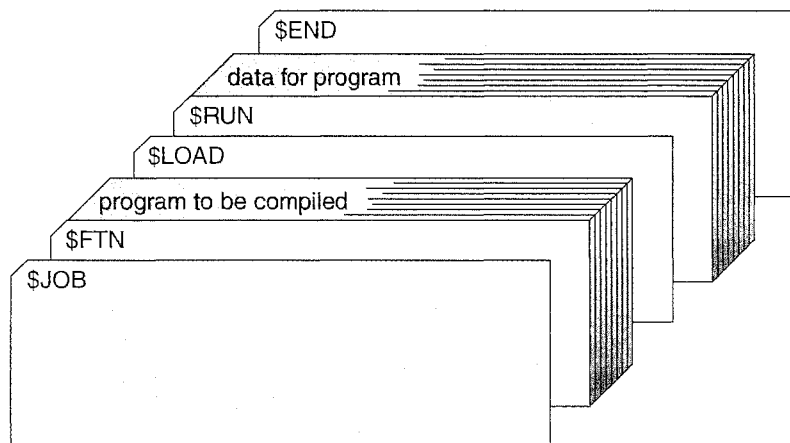 $END
data for program
$RUN
$LOAD
program to be compiled
$FTN
$JOB